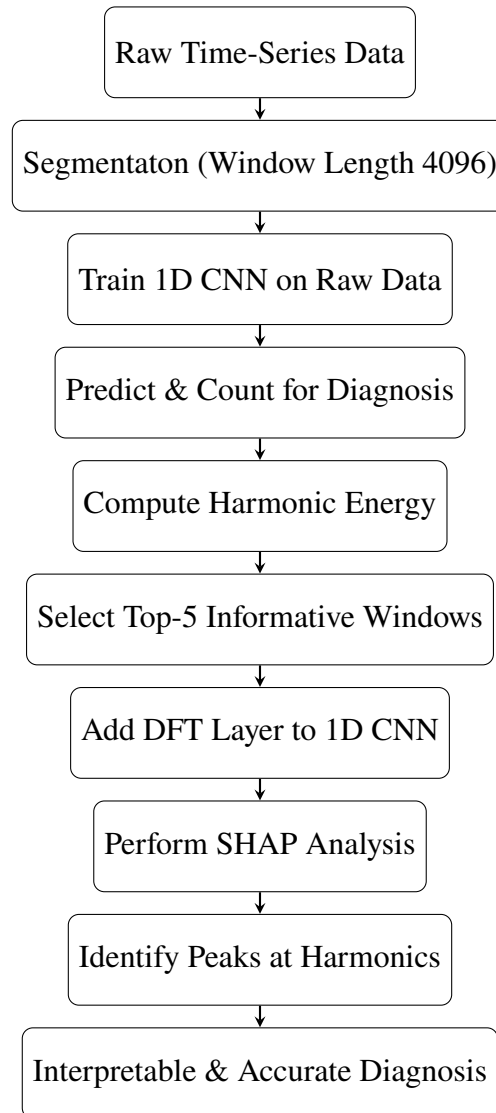 Raw Time-Series Data
Segmentaton (Window Length 4096)
Train 1D CNN on Raw Data
Predict & Count for Diagnosis
Compute Harmonic Energy
Select Top-5 Informative Windows
Add DFT Layer to 1D CNN
Perform SHAP Analysis
Identify Peaks at Harmonics
Interpretable & Accurate Diagnosis